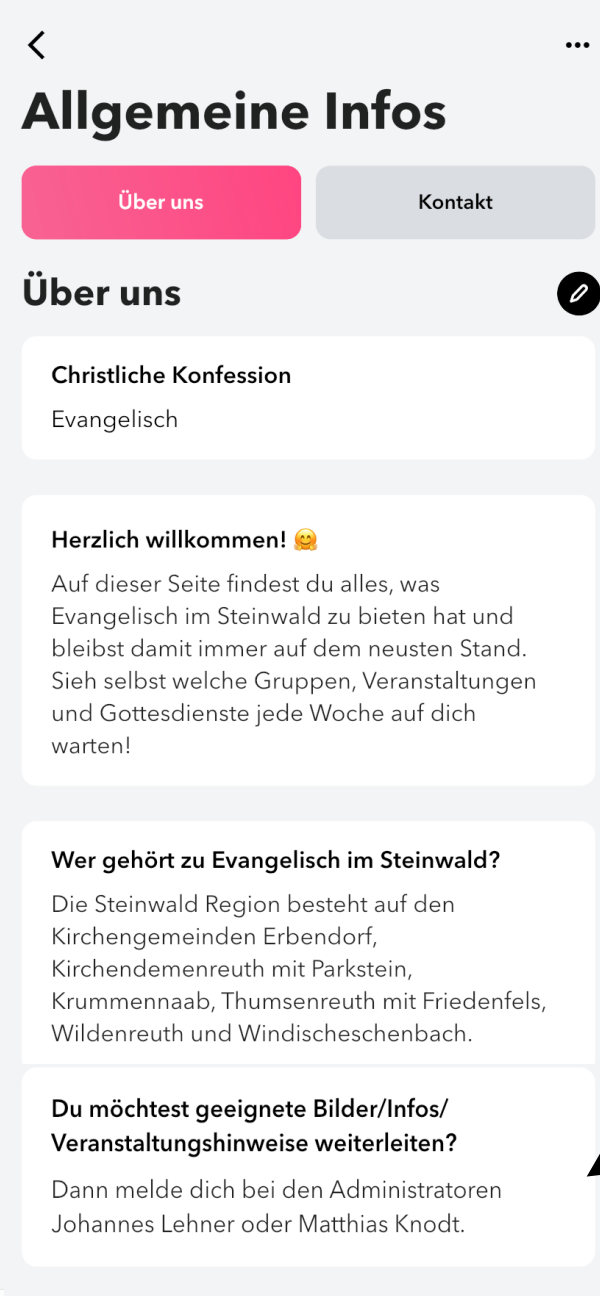 Allgemeine Infos
Über uns
Kontakt
Über uns
Christliche Konfession
Evangelisch
Herzlich willkommen! 🤗
Auf dieser Seite findest du alles, was
Evangelisch im Steinwald zu bieten hat und
bleibst damit immer auf dem neusten Stand.
Sieh selbst welche Gruppen, Veranstaltungen
und Gottesdienste jede Woche auf dich
warten!
Wer gehört zu Evangelisch im Steinwald?
Die Steinwald Region besteht auf den
Kirchengemeinden Erbendorf,
Kirchendemenreuth mit Parkstein,
Krummennaab, Thumsenreuth mit Friedenfels,
Wildenreuth und Windischeschenbach.
Du möchtest geeignete Bilder/Infos/
Veranstaltungshinweise weiterleiten?
Dann melde dich bei den Administratoren
Johannes Lehner oder Matthias Knodt.